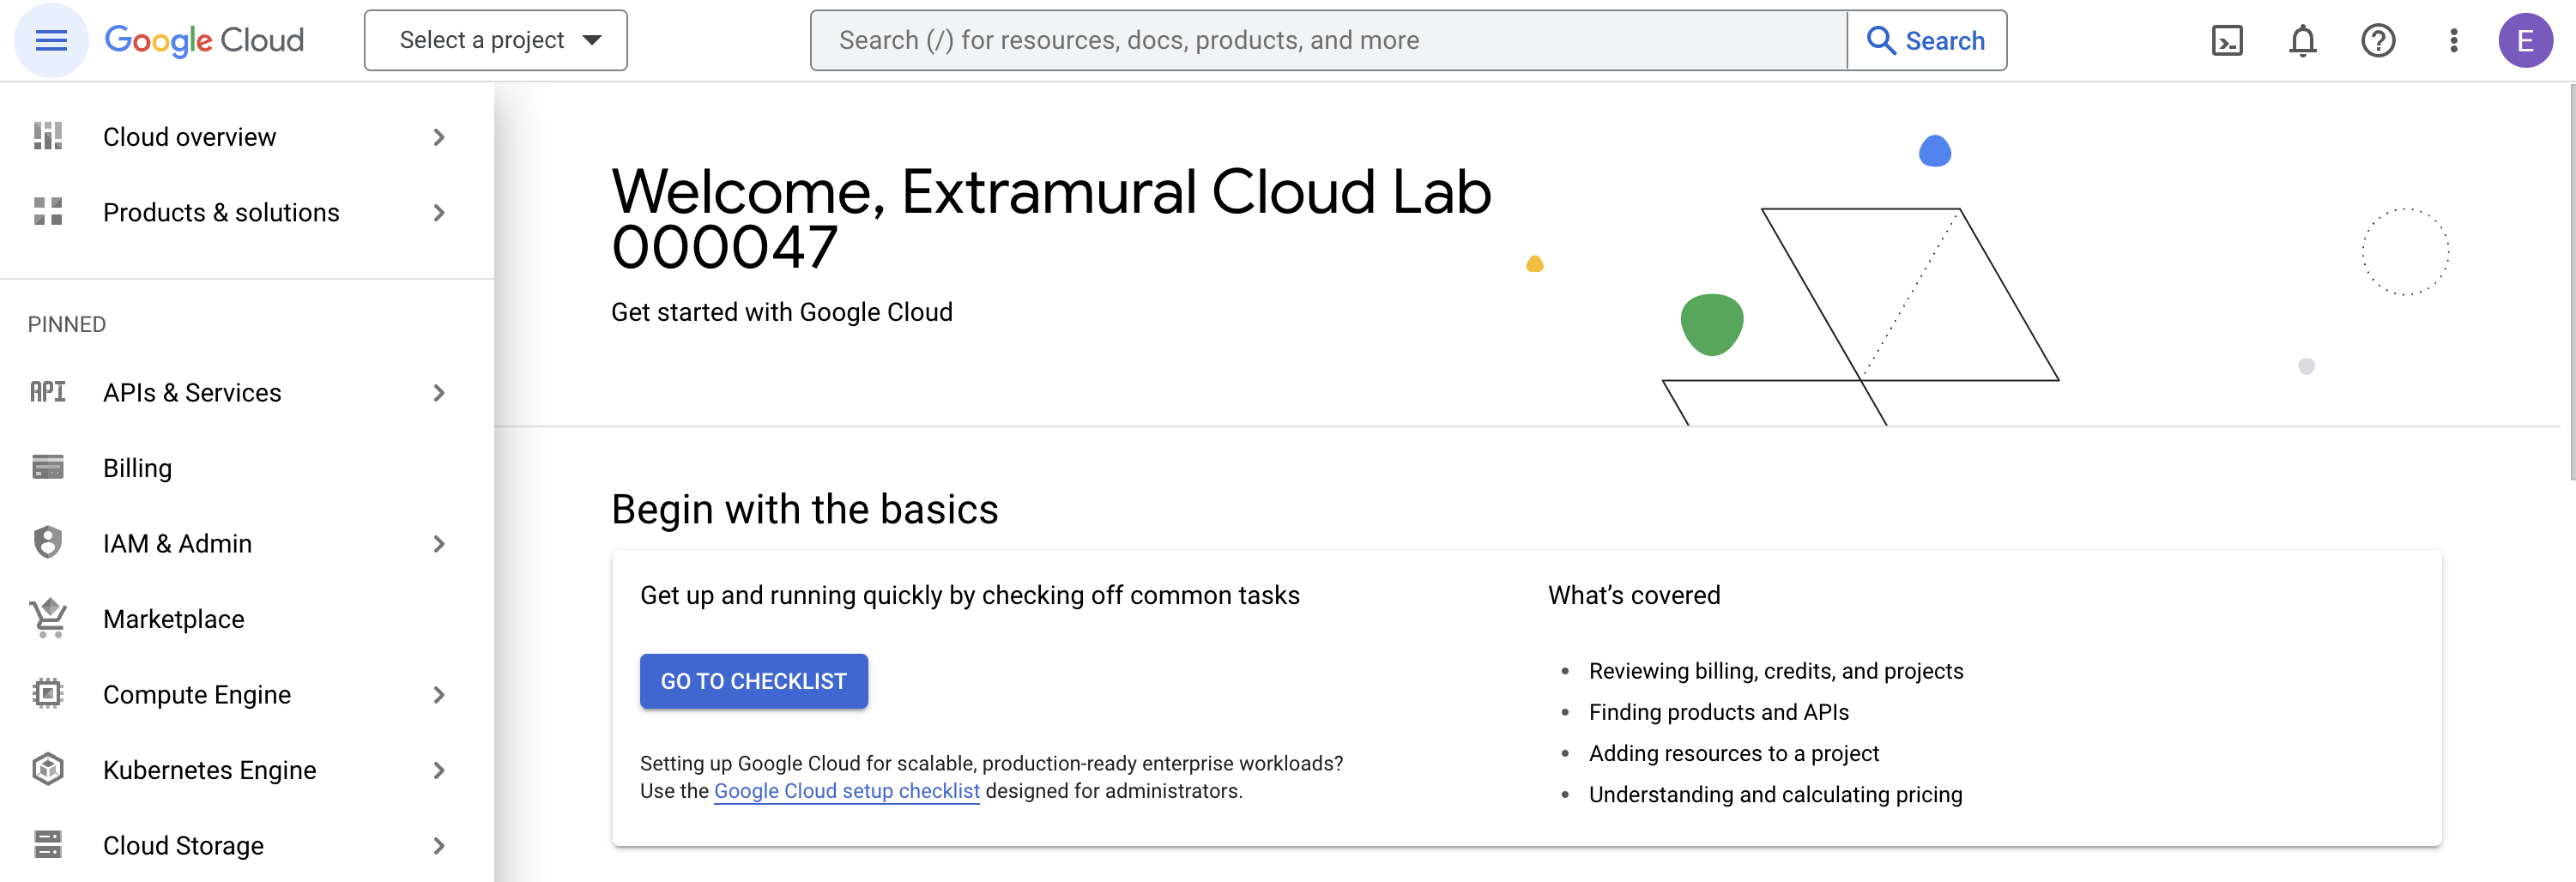 Google Cloud
Select a project
Search (/) for resources, docs, products, and more
Search
E
Cloud overview
Products & solutions
PINNED
API APIs & Services
Billing
IAM & Admin
Marketplace
Compute Engine
Kubernetes Engine
Cloud Storage
Welcome, Extramural Cloud Lab
000047
Get started with Google Cloud
Begin with the basics
Get up and running quickly by checking off common tasks
GO TO CHECKLIST
Setting up Google Cloud for scalable, production-ready enterprise workloads?
Use the Google Cloud setup checklist designed for administrators.
What’s covered
• Reviewing billing, credits, and projects
• Finding products and APIs
• Adding resources to a project
• Understanding and calculating pricing